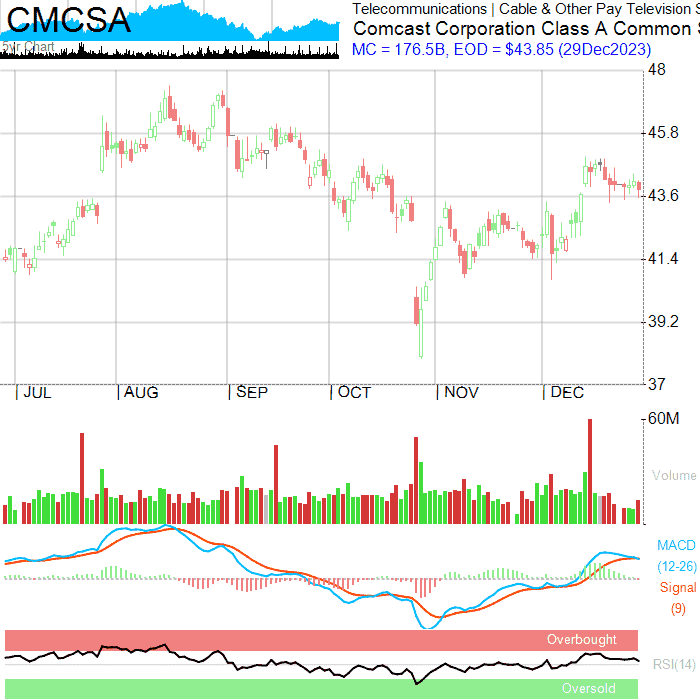 CMCSA
5yr Chart
Telecommunications | Cable & Other Pay Television S
Comcast Corporation Class A Common S
MC = 176.5B, EOD = $43.85 (29Dec2023)
48
45.8
43.6
41.4
39.2
37
| JUL | AUG | SEP | OCT | NOV | DEC
60M
Volume
MACD
(12-26)
Signal
(9)
Overbought
RSI(14)
Oversold